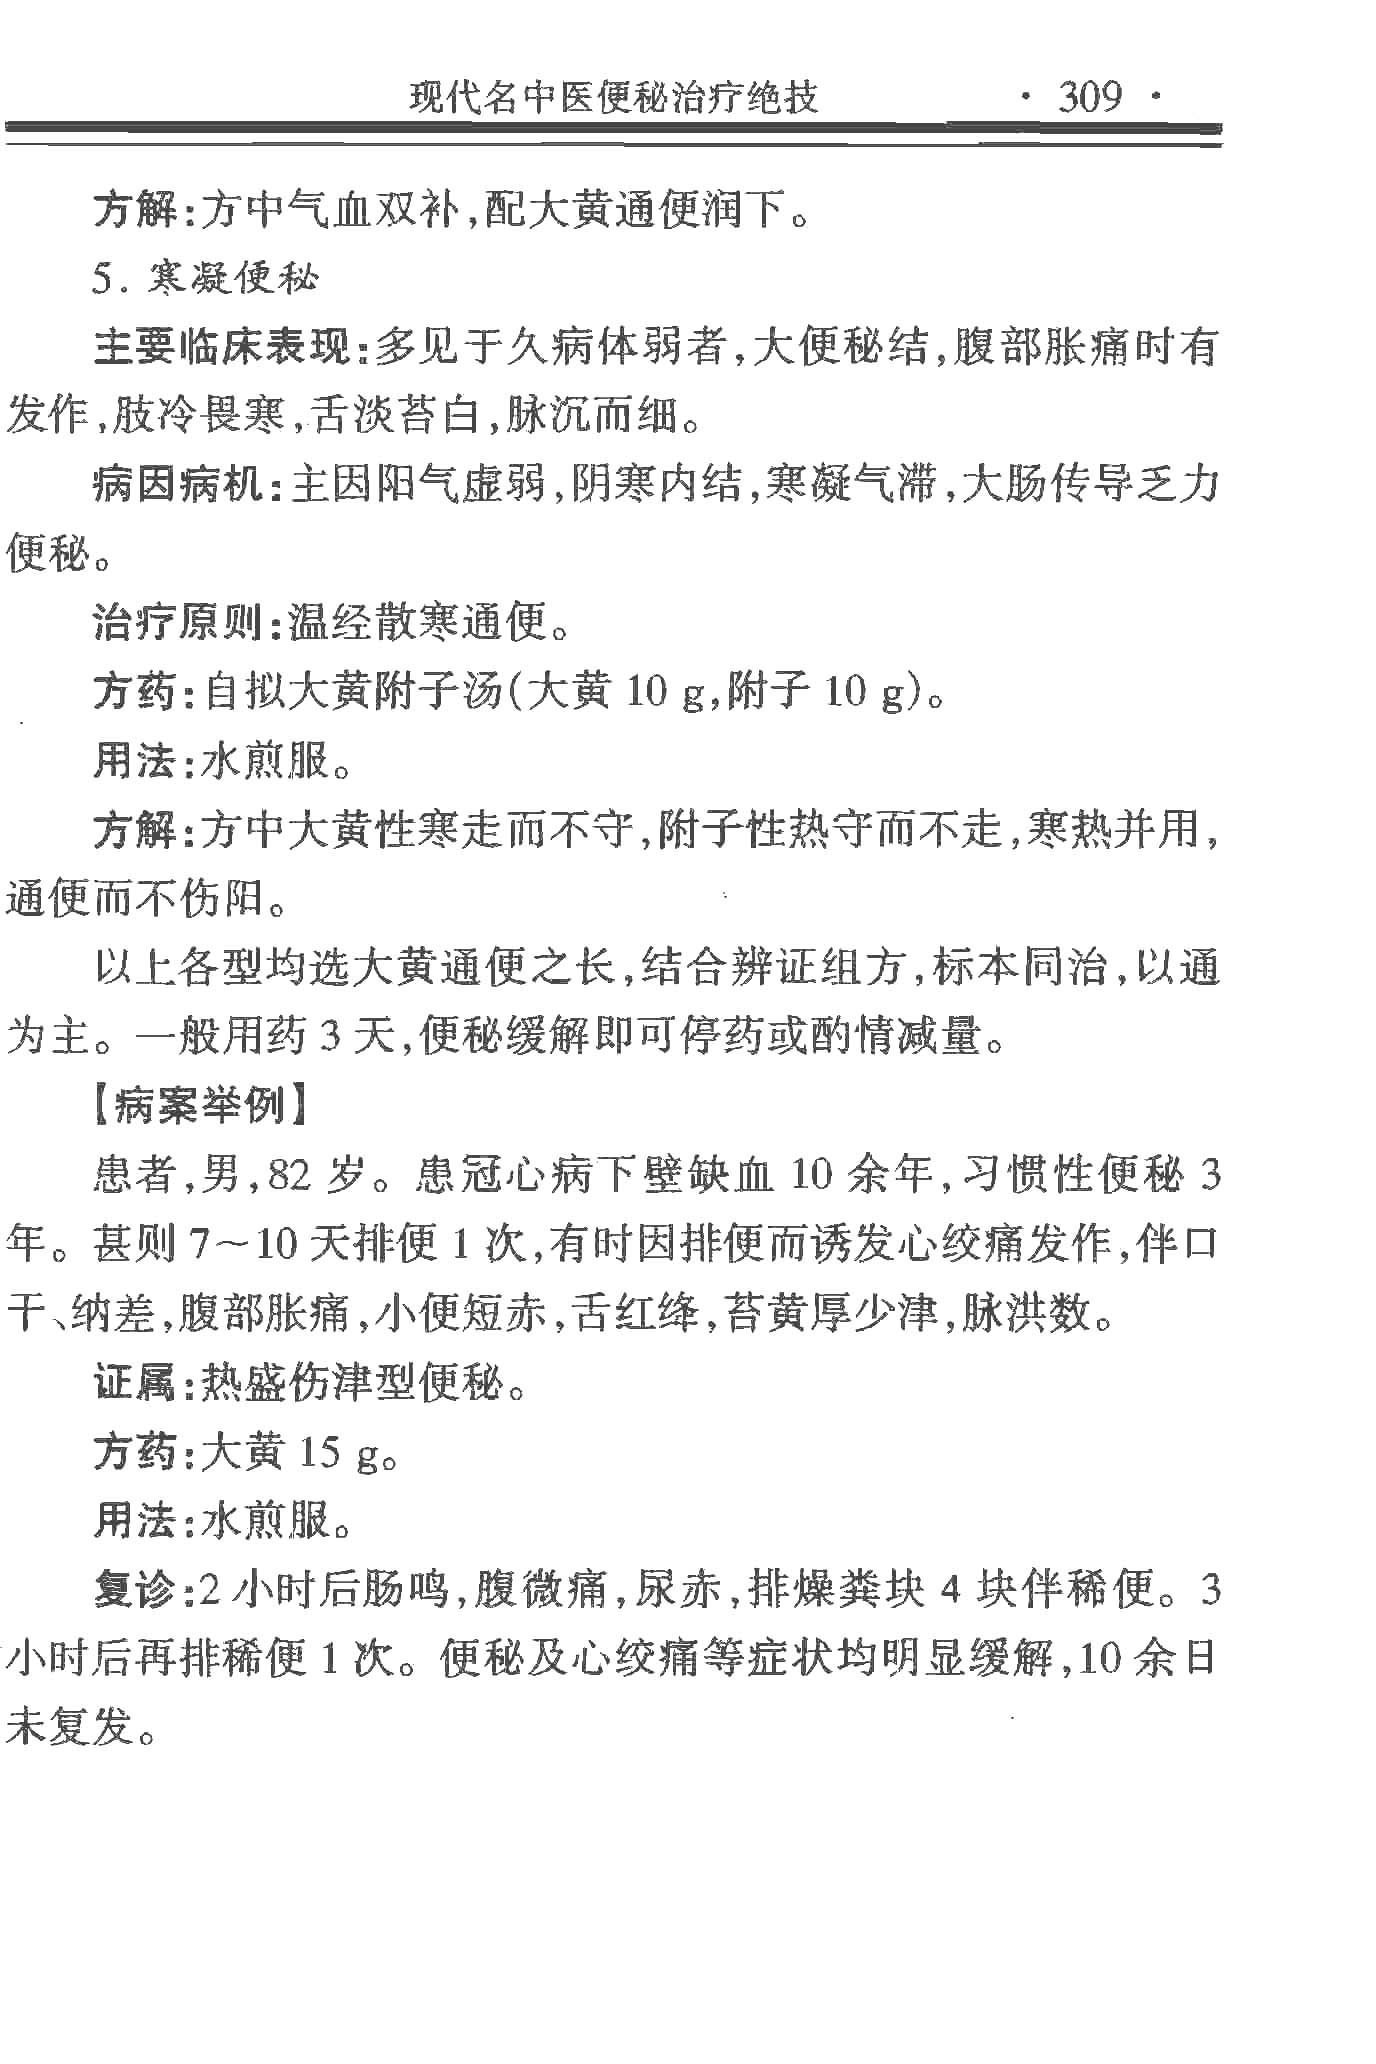 现代名中医便秘治疗绝技 · 309 ·
方解:方中气血双补,配大黄通便润下。
5. 寒凝便秘
主要临床表现:多见于久病体弱者,大便秘结,腹部胀痛时有
发作,肢冷畏寒,舌淡苔白,脉沉而细。
病因病机:主因阳气虚弱,阴寒内结,寒凝气滞,大肠传导乏力
便秘。
治疗原则:温经散寒通便。
方药:自拟大黄附子汤(大黄 10 g,附子 10 g)。
用法:水煎服。
方解:方中大黄性寒走而不守,附子性热守而不走,寒热并用,
通便而不伤阳。
以上各型均选大黄通便之长,结合辨证组方,标本同治,以通
为主。一般用药 3 天,便秘缓解即可停药或酌情减量。
【病案举例】
患者,男,82 岁。患冠心病下壁缺血 10 余年,习惯性便秘 3
年。甚则 7～10 天排便 1 次,有时因排便而诱发心绞痛发作,伴口
干、纳差,腹部胀痛,小便短赤,舌红绛,苔黄厚少津,脉洪数。
证属:热盛伤津型便秘。
方药:大黄 15 g。
用法:水煎服。
复诊:2 小时后肠鸣,腹微痛,尿赤,排燥粪块 4 块伴稀便。3
小时后再排稀便 1 次。便秘及心绞痛等症状均明显缓解,10 余日
未复发。